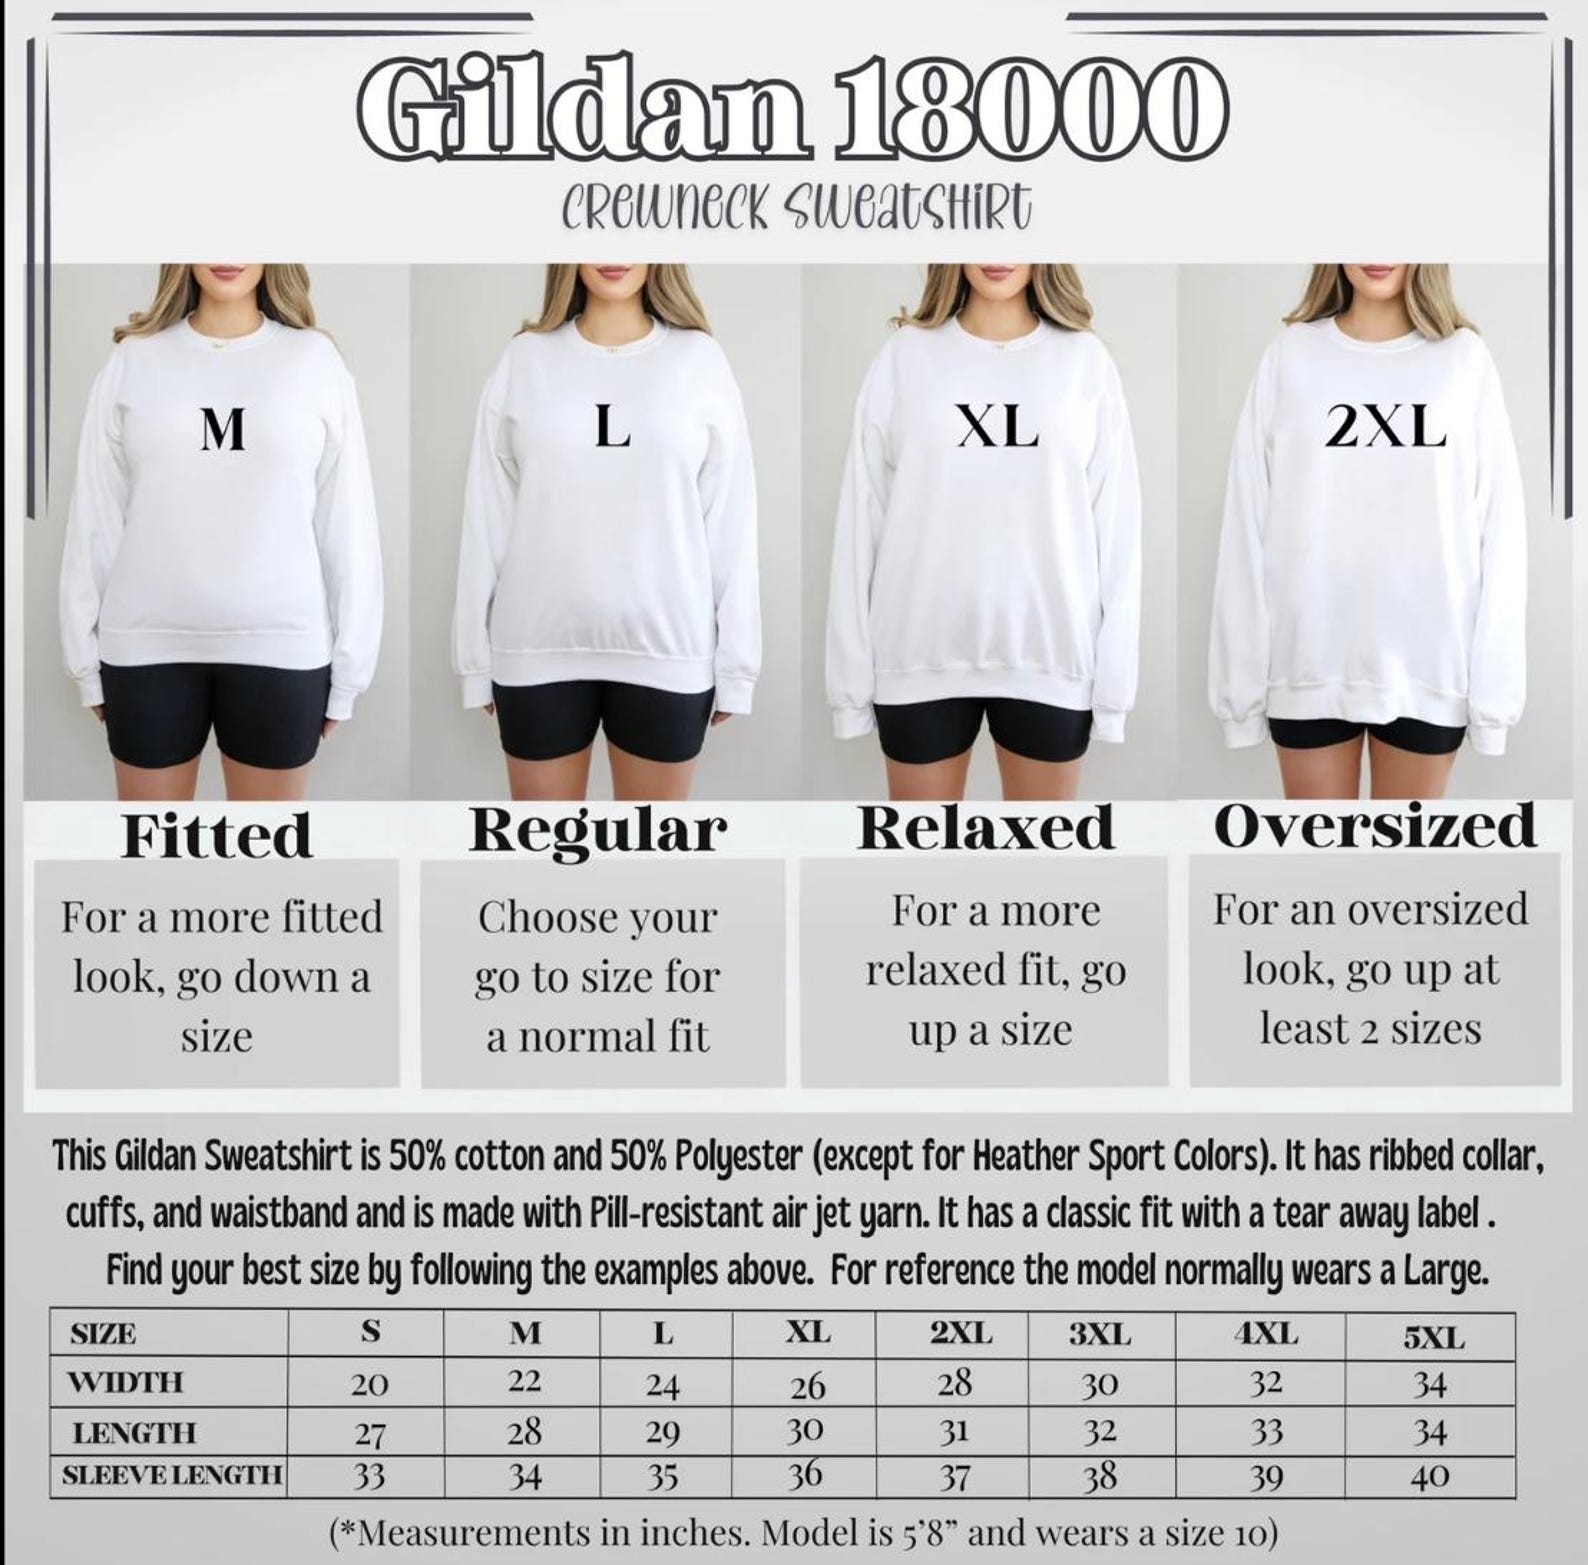 Gildan 18000
CREWNECK SWEATSHIRT
M
L
XL
2XL
Fitted
For a more fitted
look, go down a
size
Regular
Choose your
go to size for
a normal fit
Relaxed
For a more
relaxed fit, go
up a size
Oversized
For an oversized
look, go up at
least 2 sizes
This Gildan Sweatshirt is 50% cotton and 50% Polyester (except for Heather Sport Colors). It has ribbed collar,
cuffs, and waistband and is made with Pill-resistant air jet yarn. It has a classic fit with a tear away label .
Find your best size by following the examples above. For reference the model normally wears a Large.
SIZE S M L XL 2XL 3XL 4XL 5XL
WIDTH 20 22 24 26 28 30 32 34
LENGTH 27 28 29 30 31 32 33 34
SLEEVE LENGTH 33 34 35 36 37 38 39 40
(*Measurements in inches. Model is 5’8” and wears a size 10)